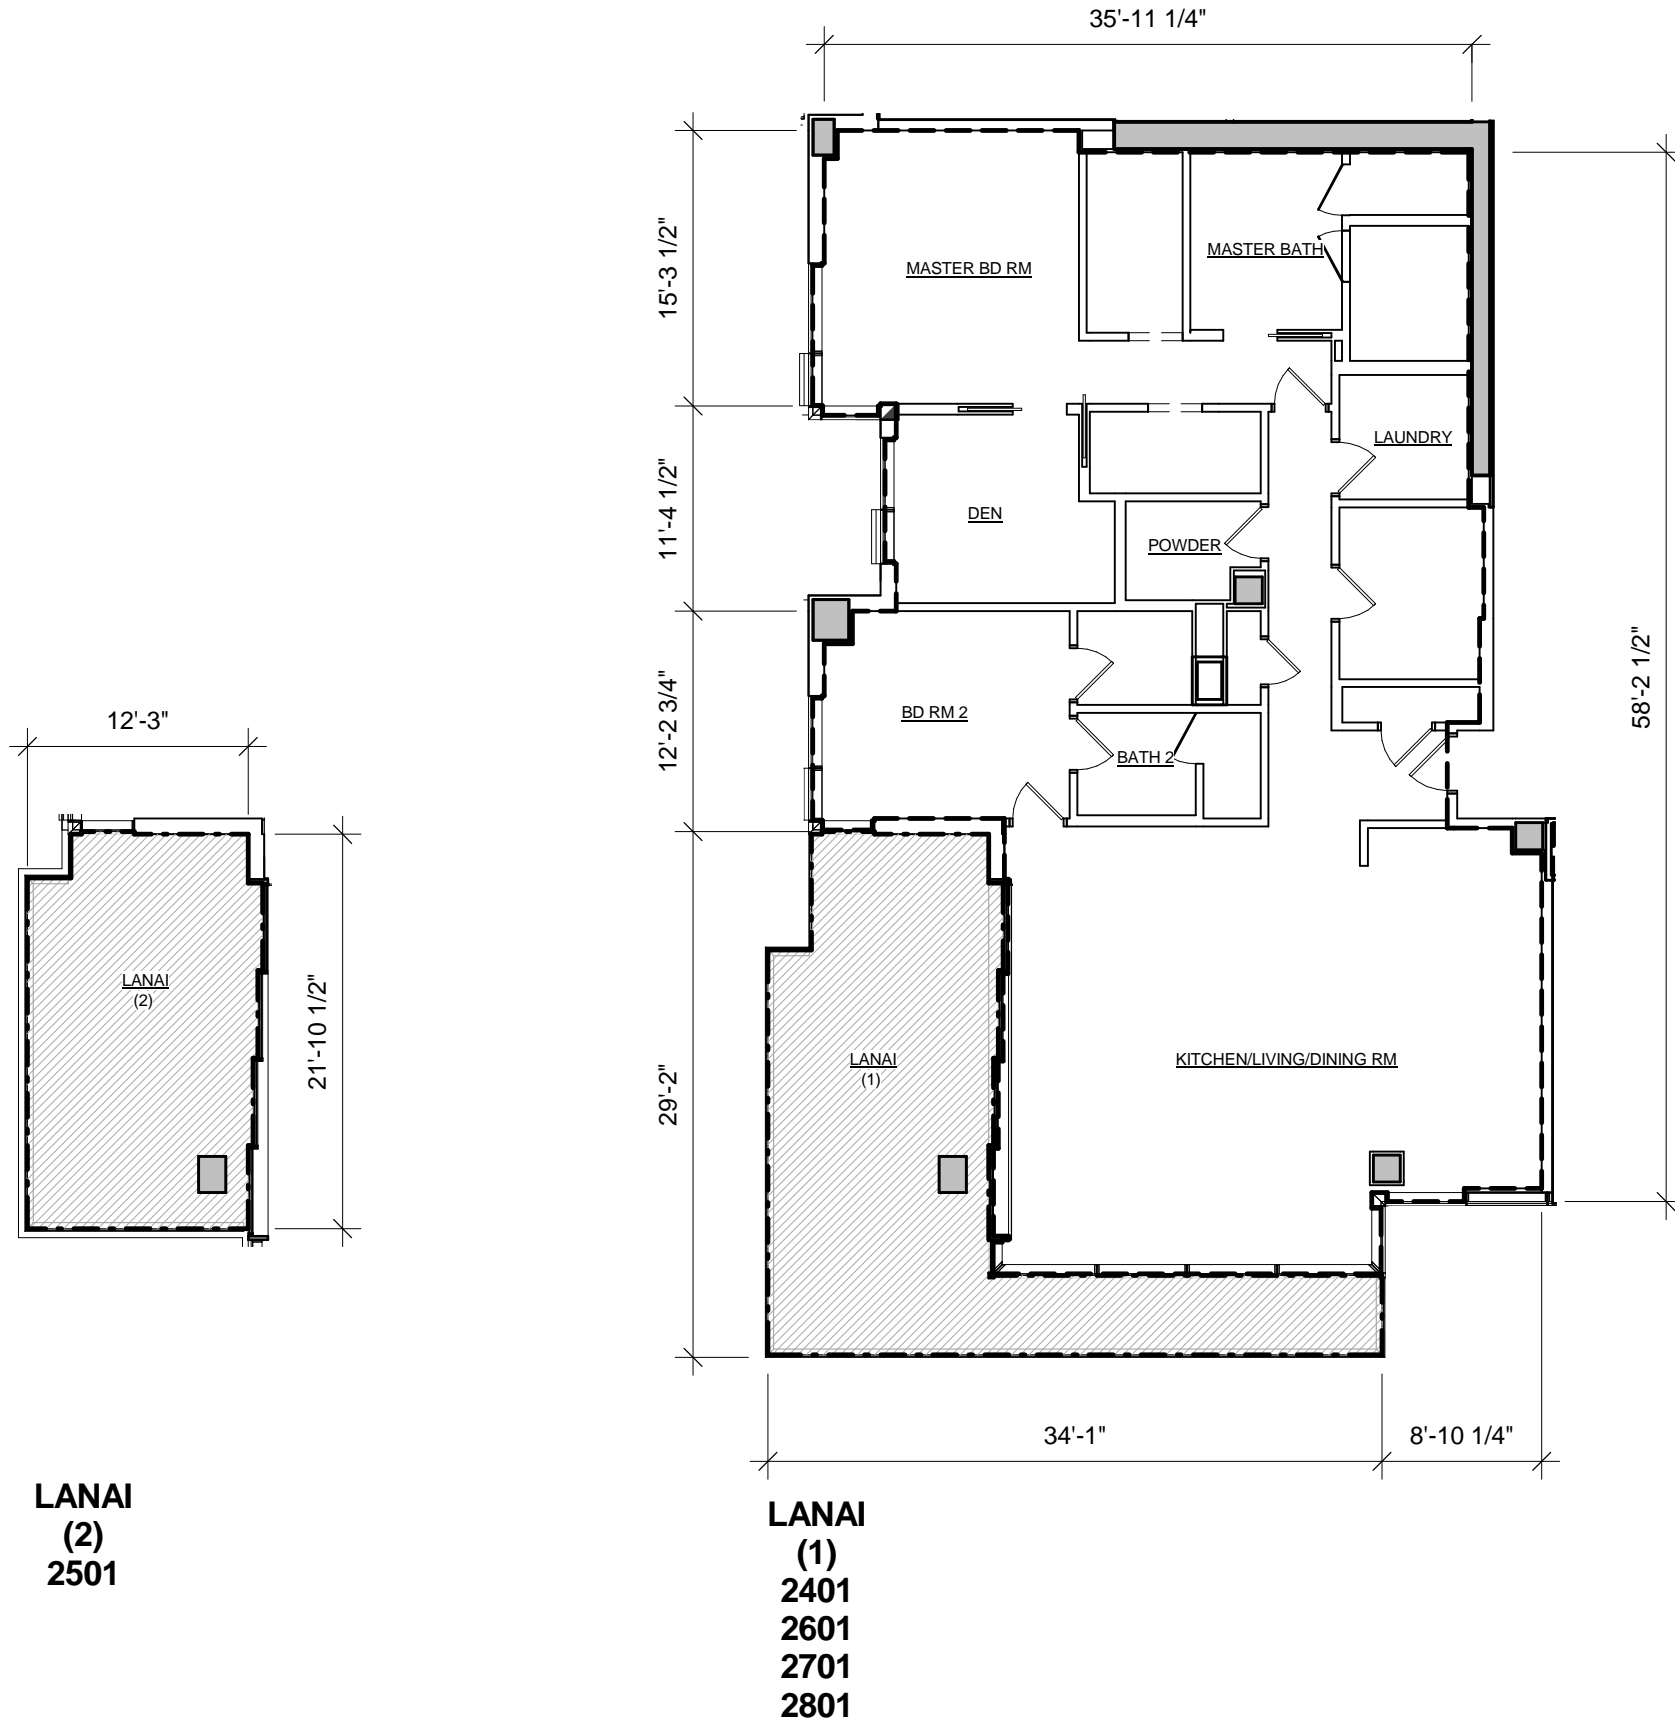 35'-11 1/4"
15'-3 1/2"
MASTER BD RM
MASTER BATH
LAUNDRY
11'-4 1/2"
DEN
POWDER
58'-2 1/2"
12'-2 3/4"
BD RM 2
BATH 2
12'-3"
LANAI
(2)
21'-10 1/2"
29'-2"
LANAI
(1)
KITCHEN/LIVING/DINING RM
34'-1"
8'-10 1/4"
LANAI
(2)
2501
LANAI
(1)
2401
2601
2701
2801